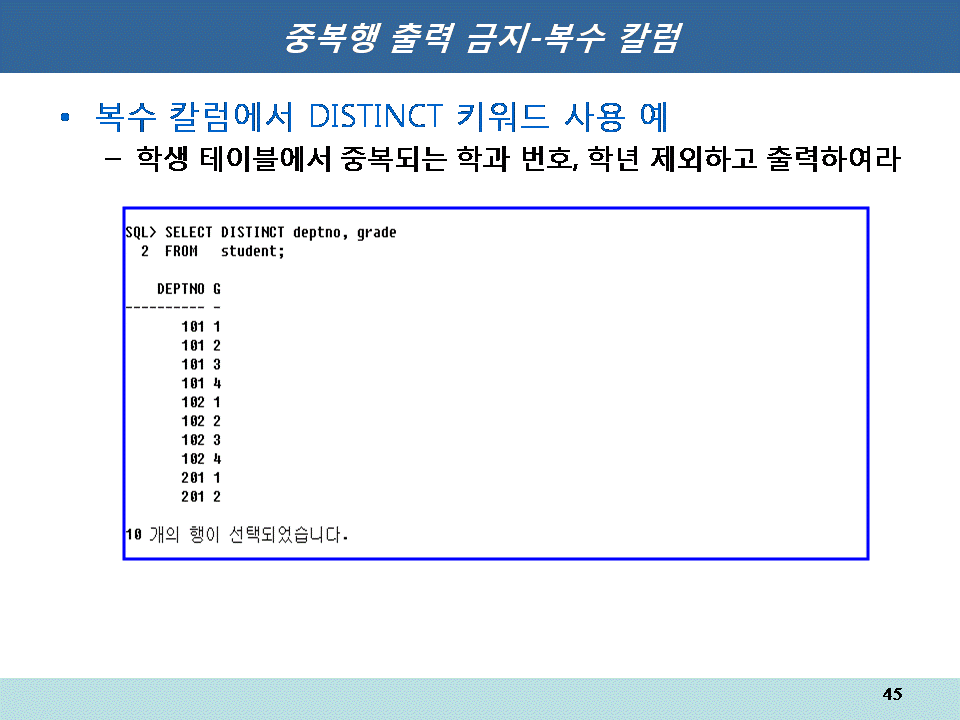 중복행 출력 금지-복수 칼럼
• 복수 칼럼에서 DISTINCT 키워드 사용 예
– 학생 테이블에서 중복되는 학과 번호, 학년 제외하고 출력하여라
SQL> SELECT DISTINCT deptno, grade
2 FROM student;
DEPTNO G
---------- -
101 1
101 2
101 3
101 4
102 1
102 2
102 3
102 4
201 1
201 2
10 개의 행이 선택되었습니다.
45